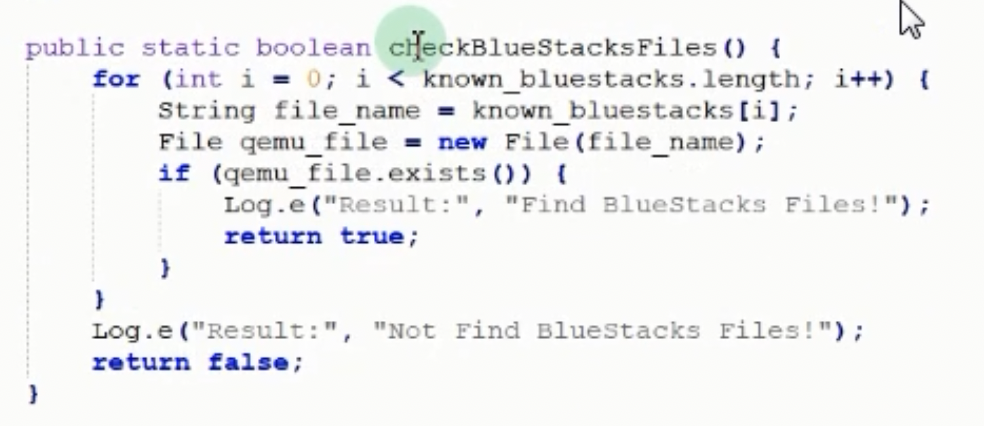 public static boolean checkBlueStacksFiles() {
for (int i = 0; i < known_bluestacks.length; i++) {
String file_name = known_bluestacks[i];
File qemu_file = new File(file_name);
if (qemu_file.exists()) {
Log.e("Result:", "Find BlueStacks Files!");
return true;
}
}
Log.e("Result:", "Not Find BlueStacks Files!");
return false;
}